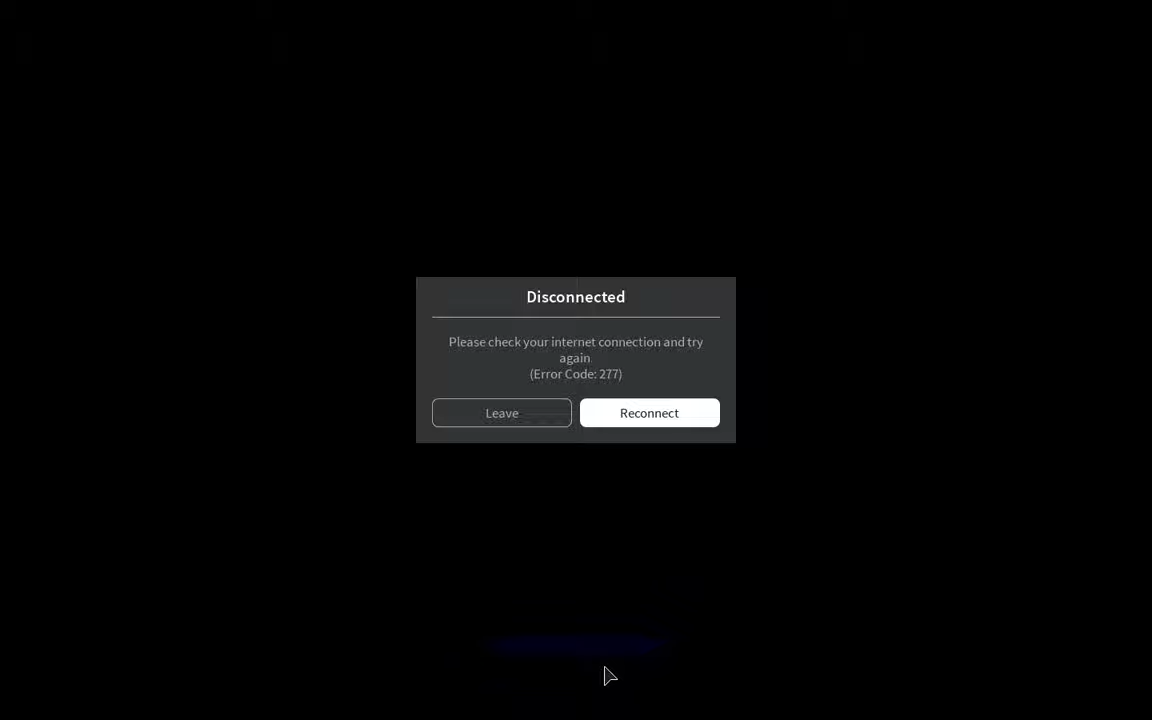 Disconnected
Please check your internet connection and try
again.
(Error Code: 277)
Leave
Reconnect